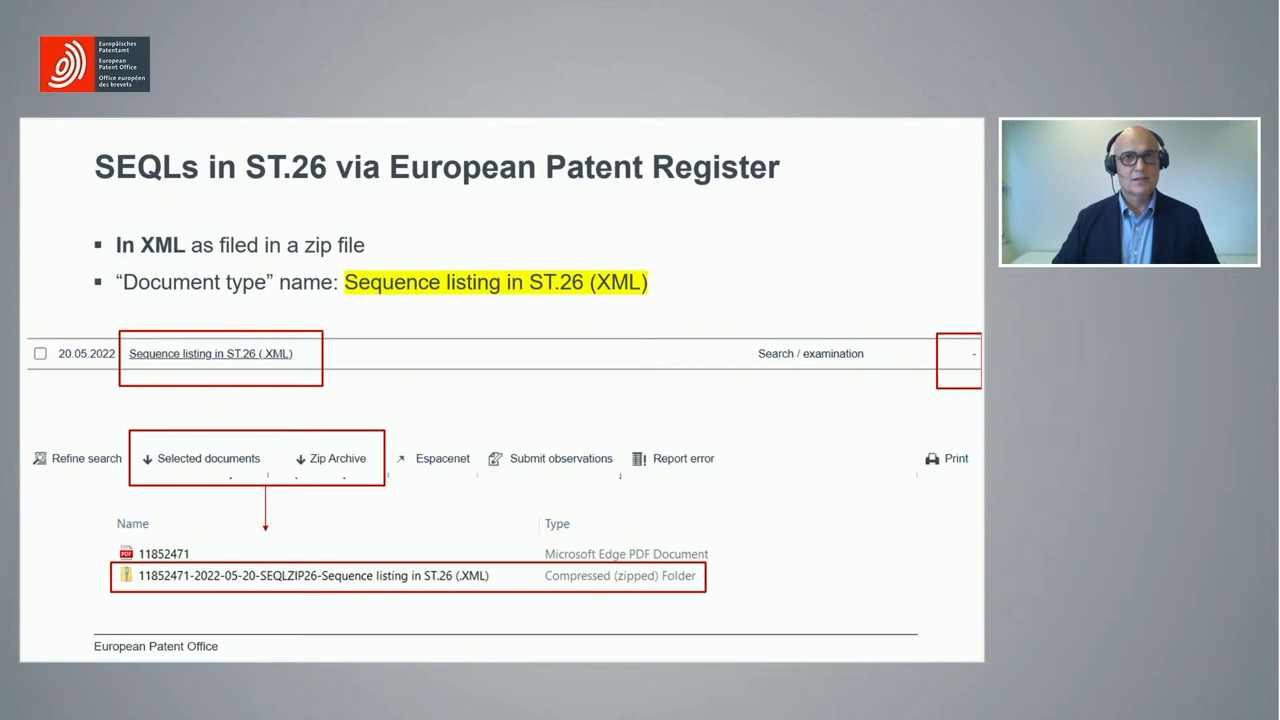 Europäisches
Patentamt
European
Patent Office
Office européen
des brevets
SEQLs in ST.26 via European Patent Register
▪ In XML as filed in a zip file
▪ “Document type” name: Sequence listing in ST.26 (XML)
20.05.2022 Sequence listing in ST.26 (.XML) Search / examination -
Refine search Selected documents Zip Archive Espacenet Submit observations Report error Print
Name Type
11852471 Microsoft Edge PDF Document
11852471-2022-05-20-SEQLZIP26-Sequence listing in ST.26 (.XML) Compressed (zipped) Folder
European Patent Office